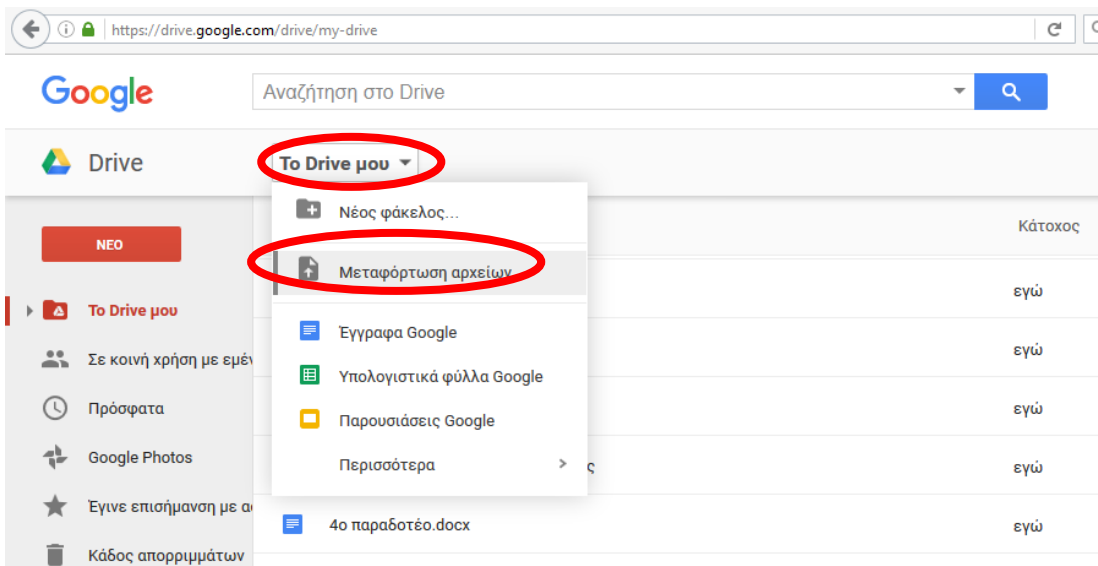 https://drive.google.com/drive/my-drive
Google
Αναζήτηση στο Drive
Drive
Το Drive μου
Νέος φάκελος...
Κάτοχος
ΝΕΟ
Μεταφόρτωση αρχείων
εγώ
Το Drive μου
Έγγραφα Google
Σε κοινή χρήση με εμέν
εγώ
Υπολογιστικά φύλλα Google
Πρόσφατα
Παρουσιάσεις Google
εγώ
Google Photos
Περισσότερα
ς
εγώ
Έγινε επισήμανση με α
4ο παραδοτέο.docx
εγώ
Κάδος απορριμμάτων